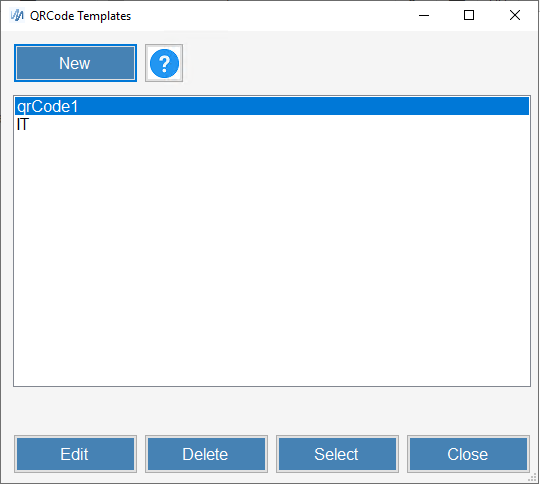 QRCode Templates
New
?
qrCode1
IT
Edit Delete Select Close